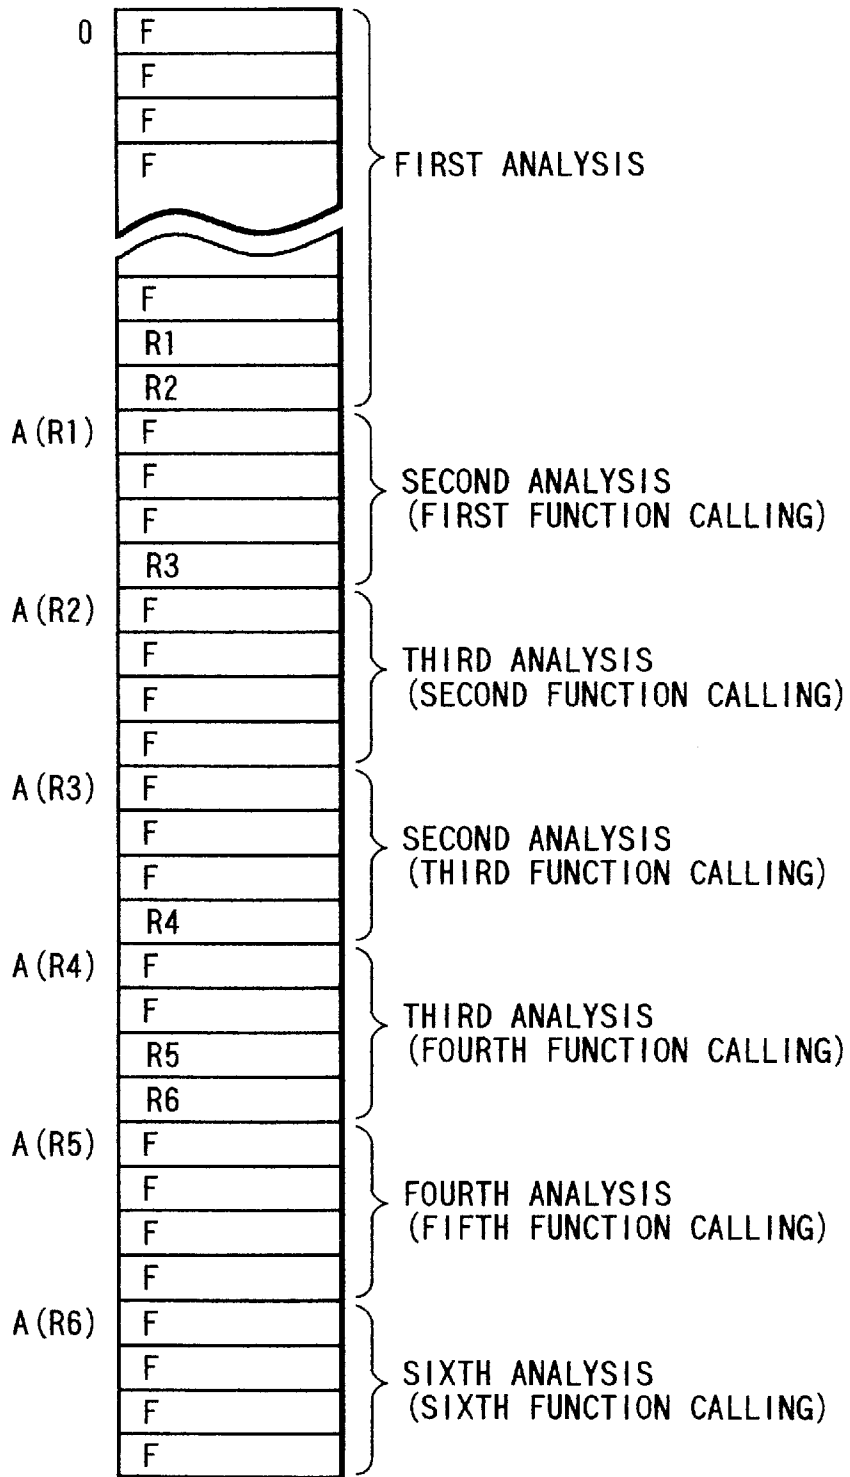 0 F
F
F
F
FIRST ANALYSIS
F
R1
R2
A(R1) F
F
SECOND ANALYSIS
(FIRST FUNCTION CALLING)
F
R3
A(R2) F
F
THIRD ANALYSIS
(SECOND FUNCTION CALLING)
F
F
A(R3) F
F
SECOND ANALYSIS
(THIRD FUNCTION CALLING)
F
R4
A(R4) F
F
THIRD ANALYSIS
(FOURTH FUNCTION CALLING)
R5
R6
A(R5) F
F
FOURTH ANALYSIS
(FIFTH FUNCTION CALLING)
F
F
A(R6) F
F
SIXTH ANALYSIS
(SIXTH FUNCTION CALLING)
F
F